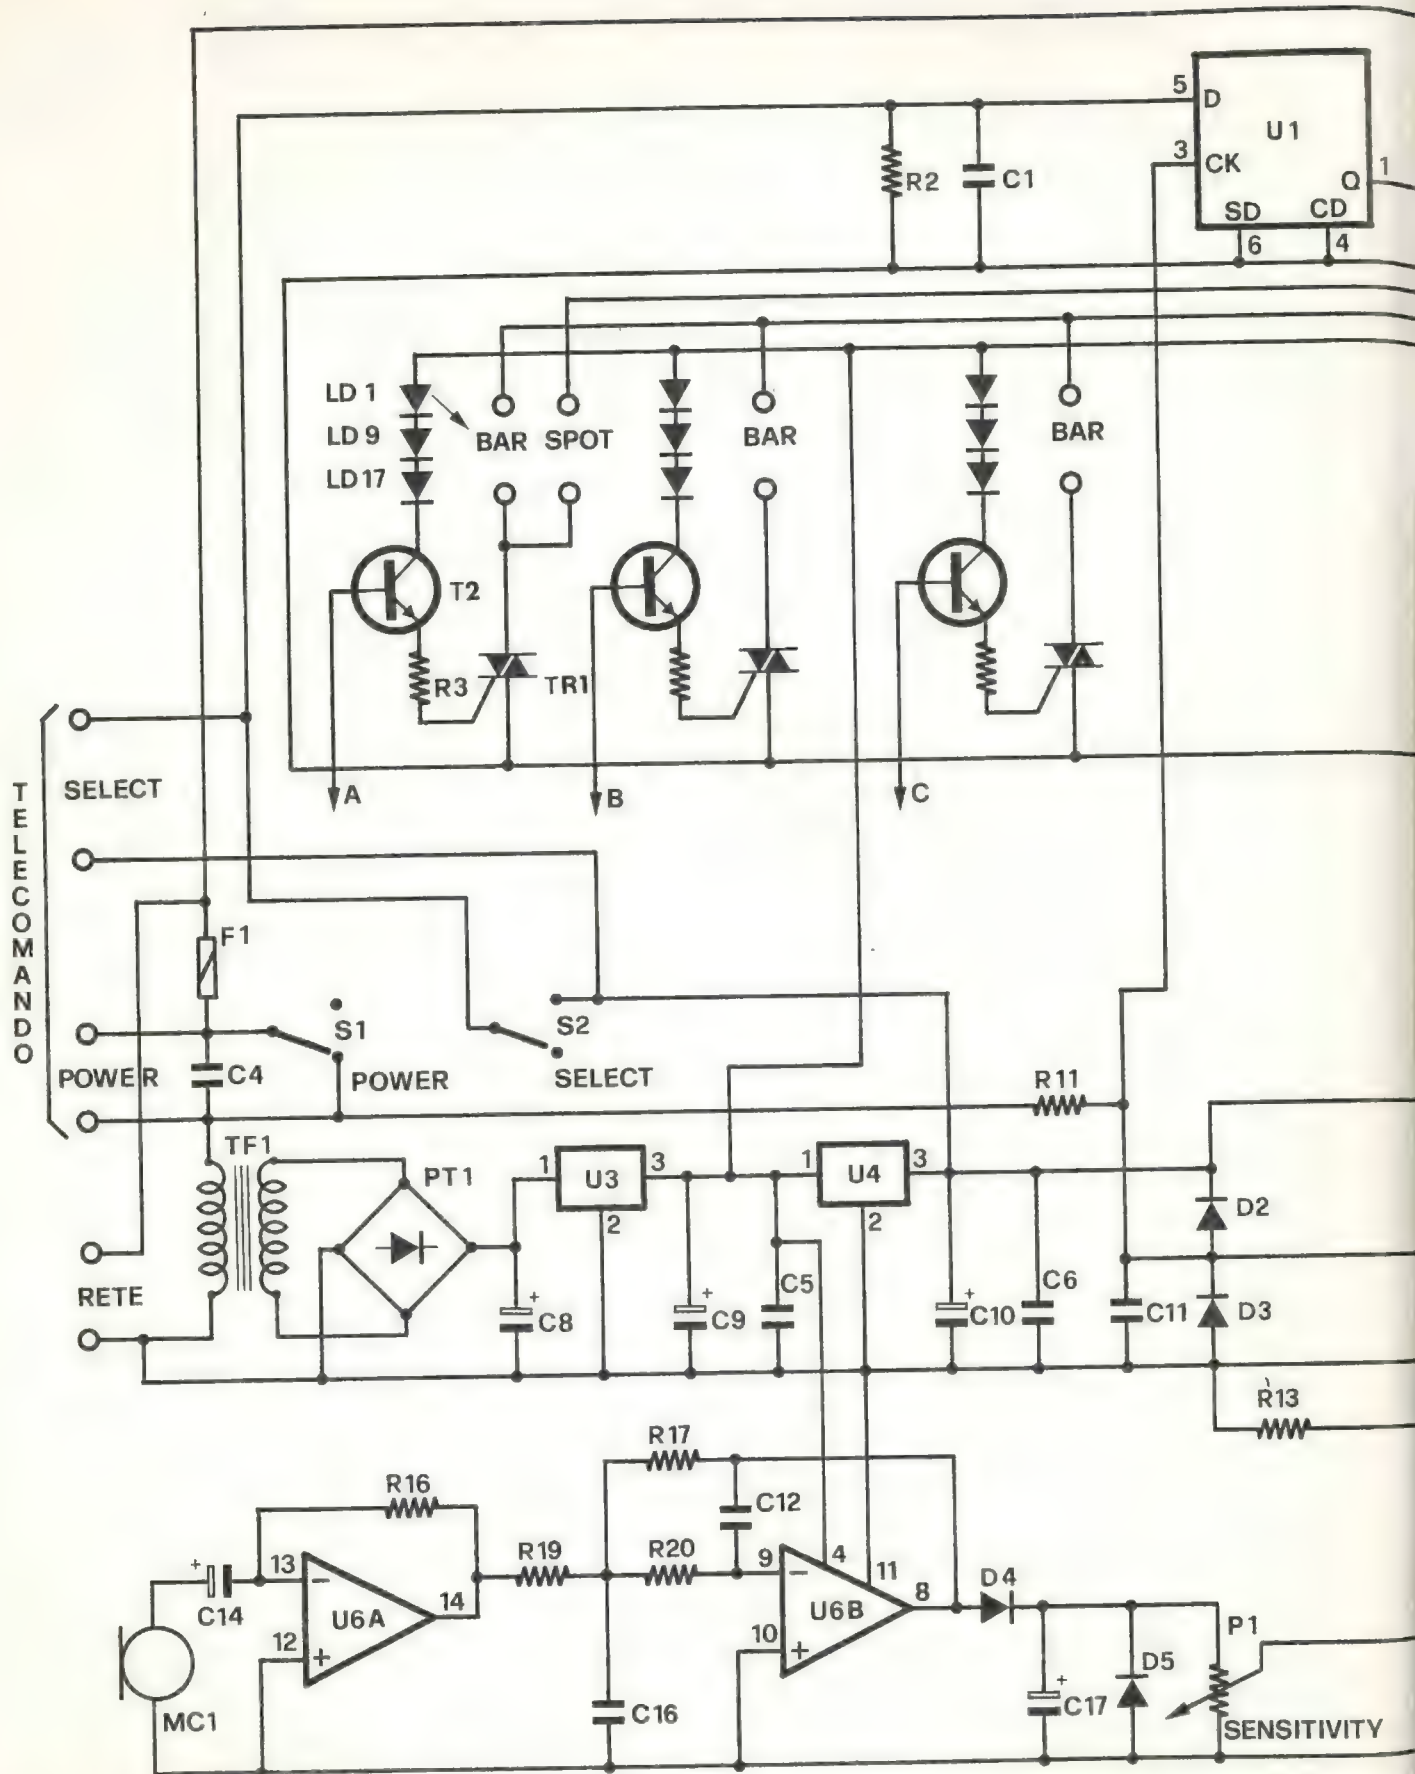 5
D
U1
3
CK
1
Q
SD
CD
6
4
R2
C1
LD 1
LD 9
LD 17
BAR
SPOT
BAR
BAR
T2
R3
TR1
A
B
C
TELECOMANDO
SELECT
F1
S1
S2
POWER
C4
POWER
SELECT
R11
TF1
PT1
1
U3
3
2
1
U4
3
2
D2
RETE
+
C8
+
C9
C5
+
C10
C6
C11
D3
R13
R17
R16
C12
+
C14
13
-
U6A
14
12
+
R19
R20
9
-
4
11
U6B
8
10
+
D4
P1
D5
+
C17
MC1
C16
SENSITIVITY